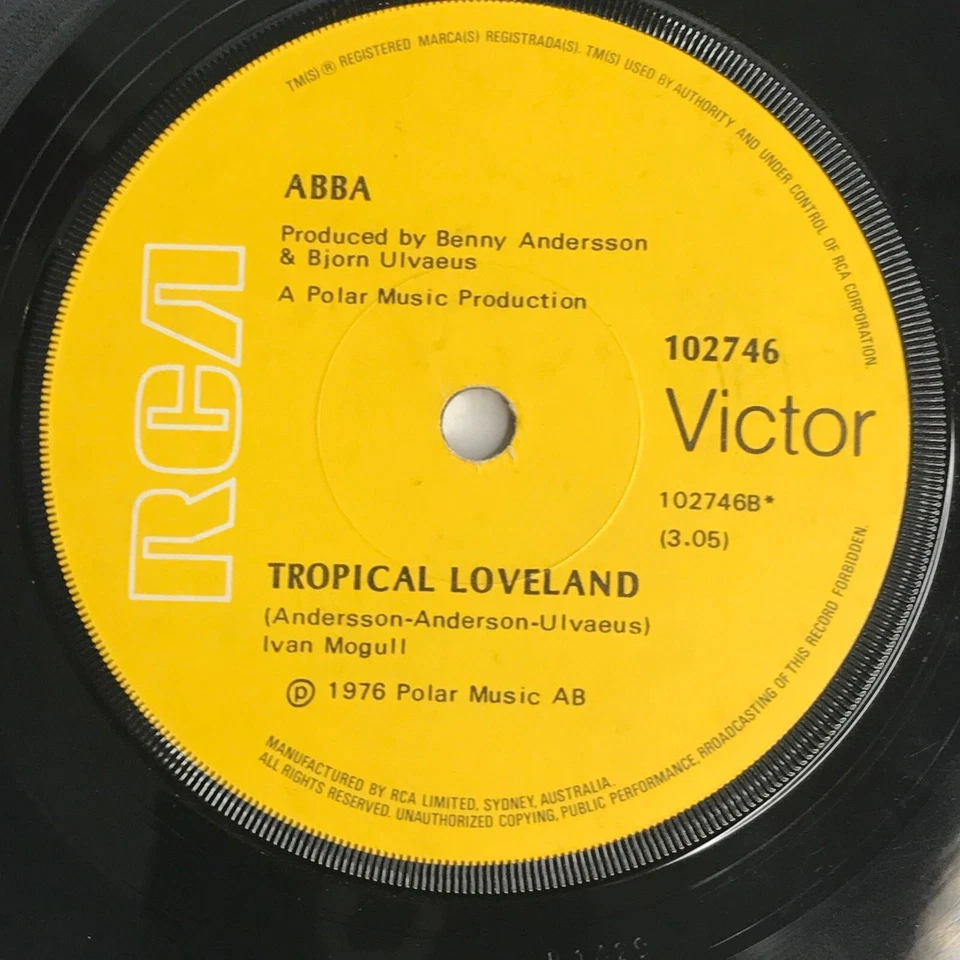 TM(S) ® REGISTERED MARCA(S) REGISTRADA(S). TM(S) USED BY AUTHORITY AND UNDER CONTROL OF RCA CORPORATION.
ABBA
Produced by Benny Andersson
& Bjorn Ulvaeus
A Polar Music Production
RCA
102746
Victor
102746B*
(3.05)
TROPICAL LOVELAND
(Andersson-Anderson-Ulvaeus)
Ivan Mogull
℗ 1976 Polar Music AB
MANUFACTURED BY RCA LIMITED, SYDNEY, AUSTRALIA.
ALL RIGHTS RESERVED. UNAUTHORIZED COPYING, PUBLIC PERFORMANCE, RROADCASTING OF THIS RECORD FORBIDDEN.